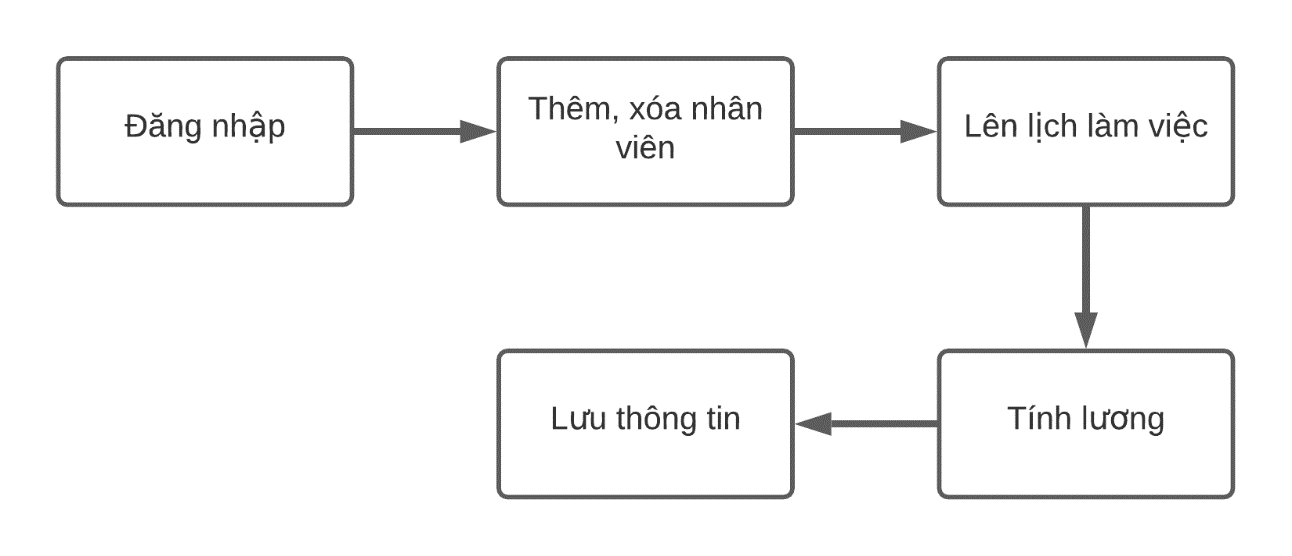 Đăng nhập
Thêm, xóa nhân
viên
Lên lịch làm việc
Lưu thông tin
Tính lương